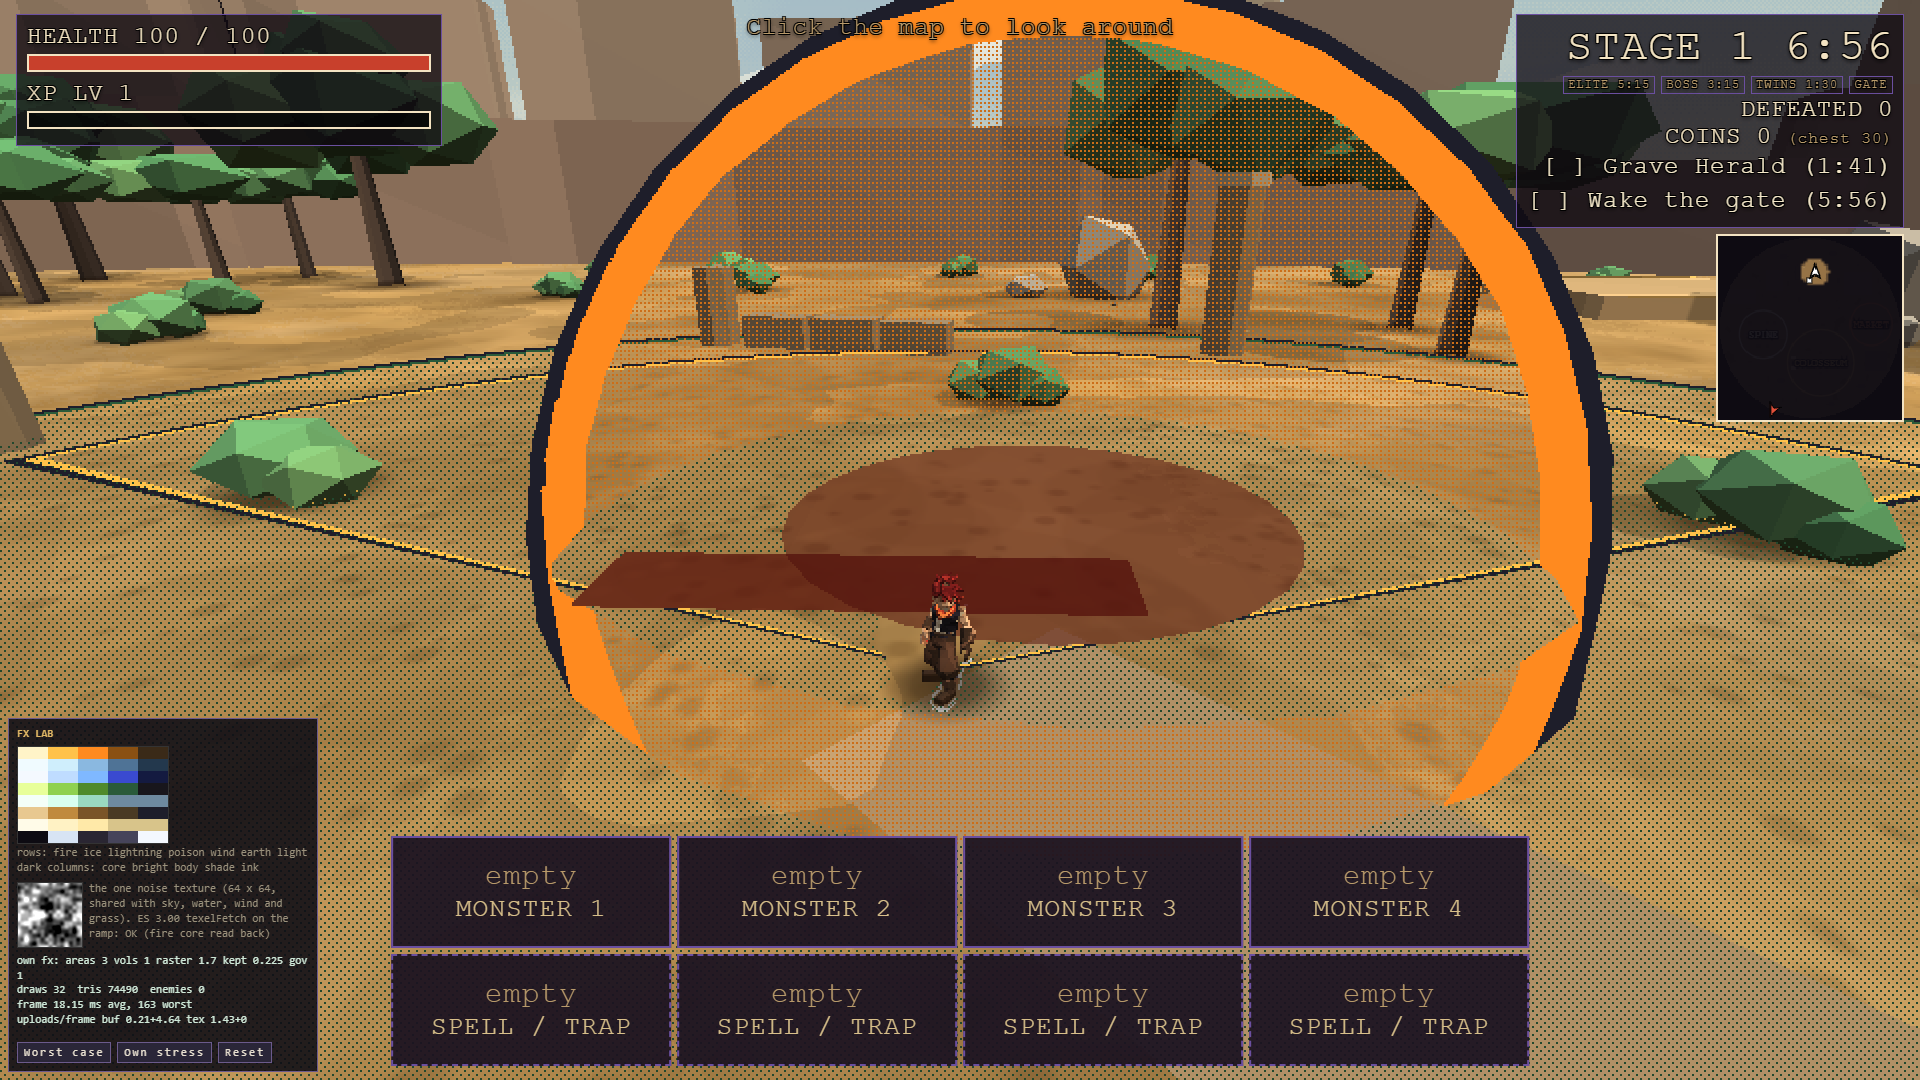 Click the map to look around
HEALTH 100 / 100
XP LV 1
STAGE 1 6:56
ELITE 5:15 BOSS 3:15 TWINS 1:30 GATE
DEFEATED 0
COINS 0 (chest 30)
[ ] Grave Herald (1:41)
[ ] Wake the gate (5:56)
FX LAB
rows: fire ice lightning poison wind earth light
dark columns: core bright body shade ink
the one noise texture (64 x 64,
shared with sky, water, wind and
grass). ES 3.00 texelFetch on the
ramp: OK (fire core read back)
own fx: areas 3 vols 1 raster 1.7 kept 0.225 gov
1
draws 32 tris 74490 enemies 0
frame 18.15 ms avg, 163 worst
uploads/frame buf 0.21+4.64 tex 1.43+0
Worst case Own stress Reset
empty empty empty empty
MONSTER 1 MONSTER 2 MONSTER 3 MONSTER 4
empty empty empty empty
SPELL / TRAP SPELL / TRAP SPELL / TRAP SPELL / TRAP